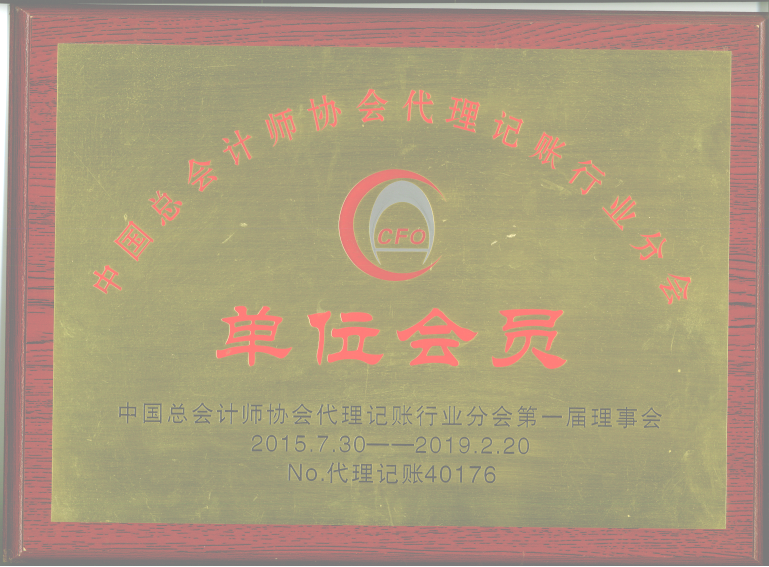 中国总会计师协会代理记账行业分会
CFO
单位会员
中国总会计师协会代理记账行业分会第一届理事会
2015.7.30——2019.2.20
No.代理记账40176